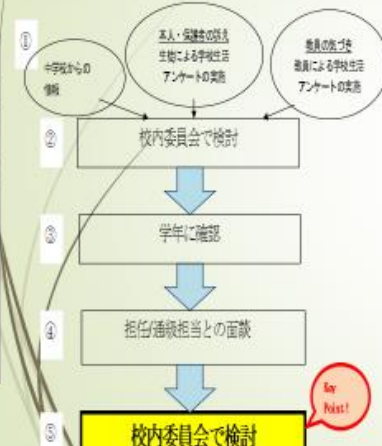 ①
中学校からの
情報
本人・保護者の訴え
生徒による学校生活
アンケートの実施
教員の気づき
職員による学校生活
アンケートの実施
②
校内委員会で検討
③
学年に確認
④
担任/通級担当との面談
Key
Point!
⑤
校内委員会で検討